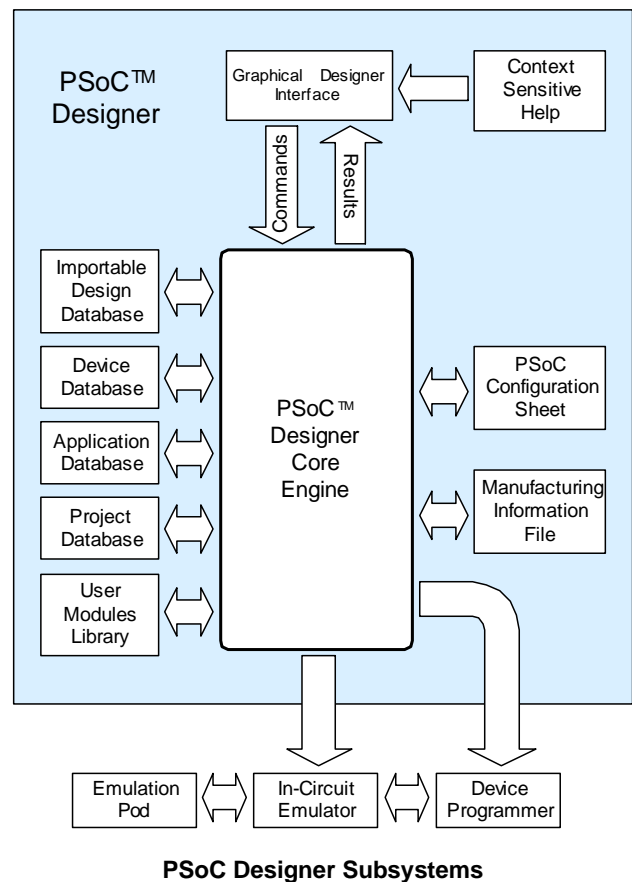 PSoC™
Designer
Graphical Designer
Interface
Context
Sensitive
Help
Commands
Results
Importable
Design
Database
Device
Database
Application
Database
Project
Database
User
Modules
Library
PSoC™
Designer
Core
Engine
PSoC
Configuration
Sheet
Manufacturing
Information
File
Emulation
Pod
In-Circuit
Emulator
Device
Programmer
PSoC Designer Subsystems